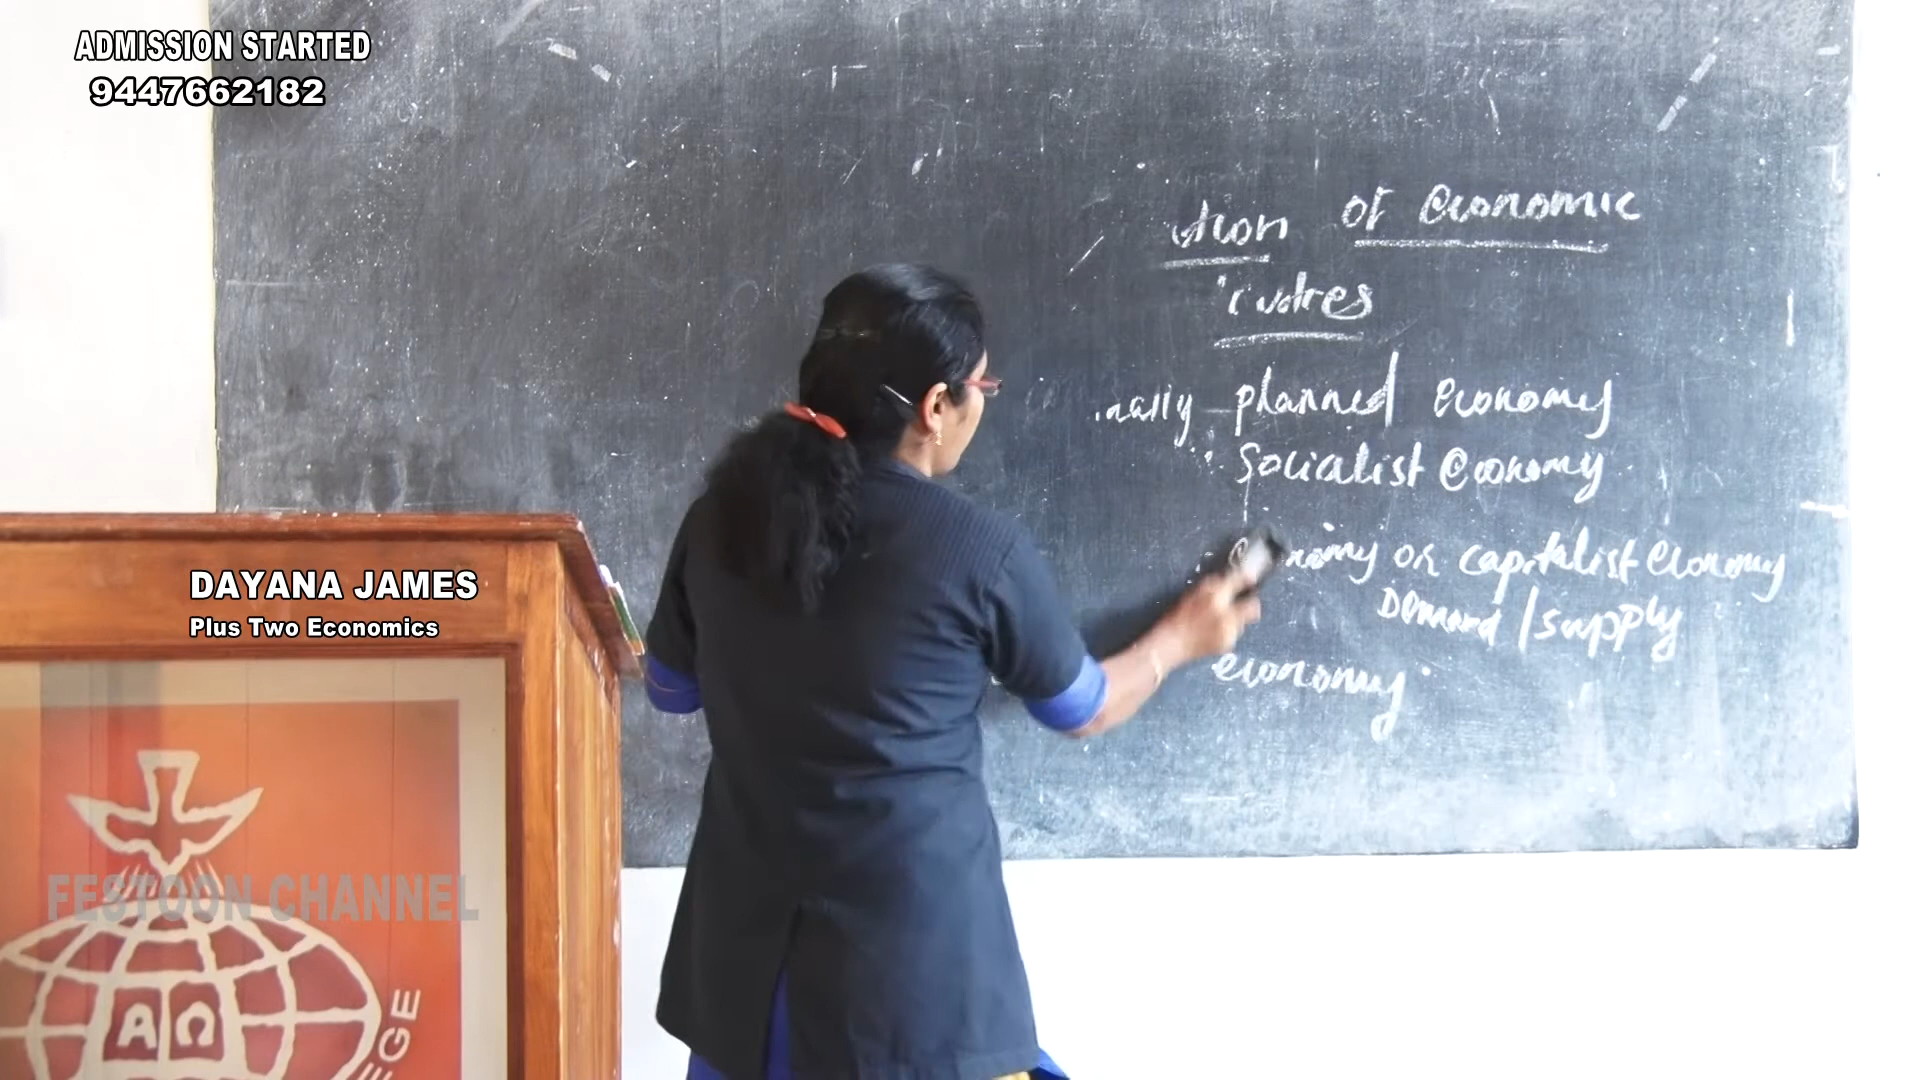 ADMISSION STARTED
9447662182
of economic
planned economy
Socialist economy
or capitalist economy
Demand / supply
economy
DAYANA JAMES
Plus Two Economics
FESTOON CHANNEL
A Ω
EGE